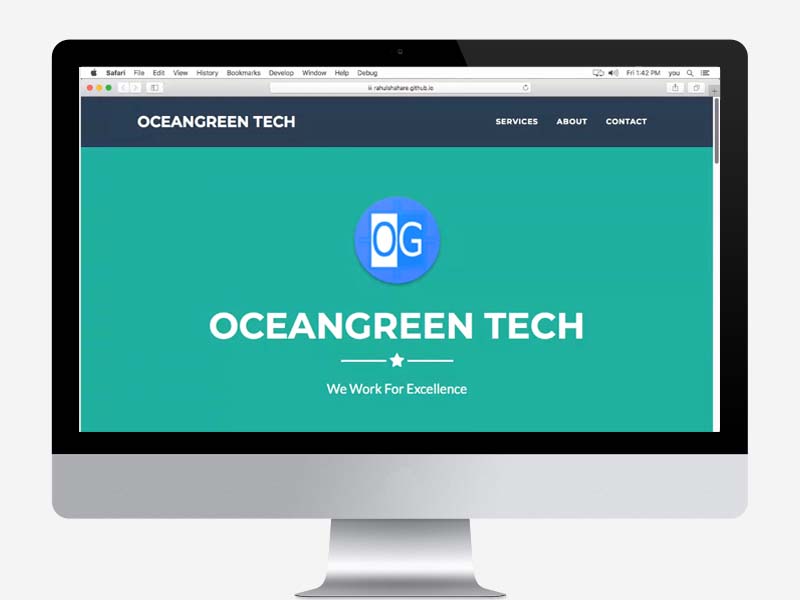 Safari File Edit View History Bookmarks Develop Window Help Debug Fri 1:42 PM you
rahulshahare.github.io
OCEANGREEN TECH SERVICES ABOUT CONTACT
OG
OCEANGREEN TECH
We Work For Excellence